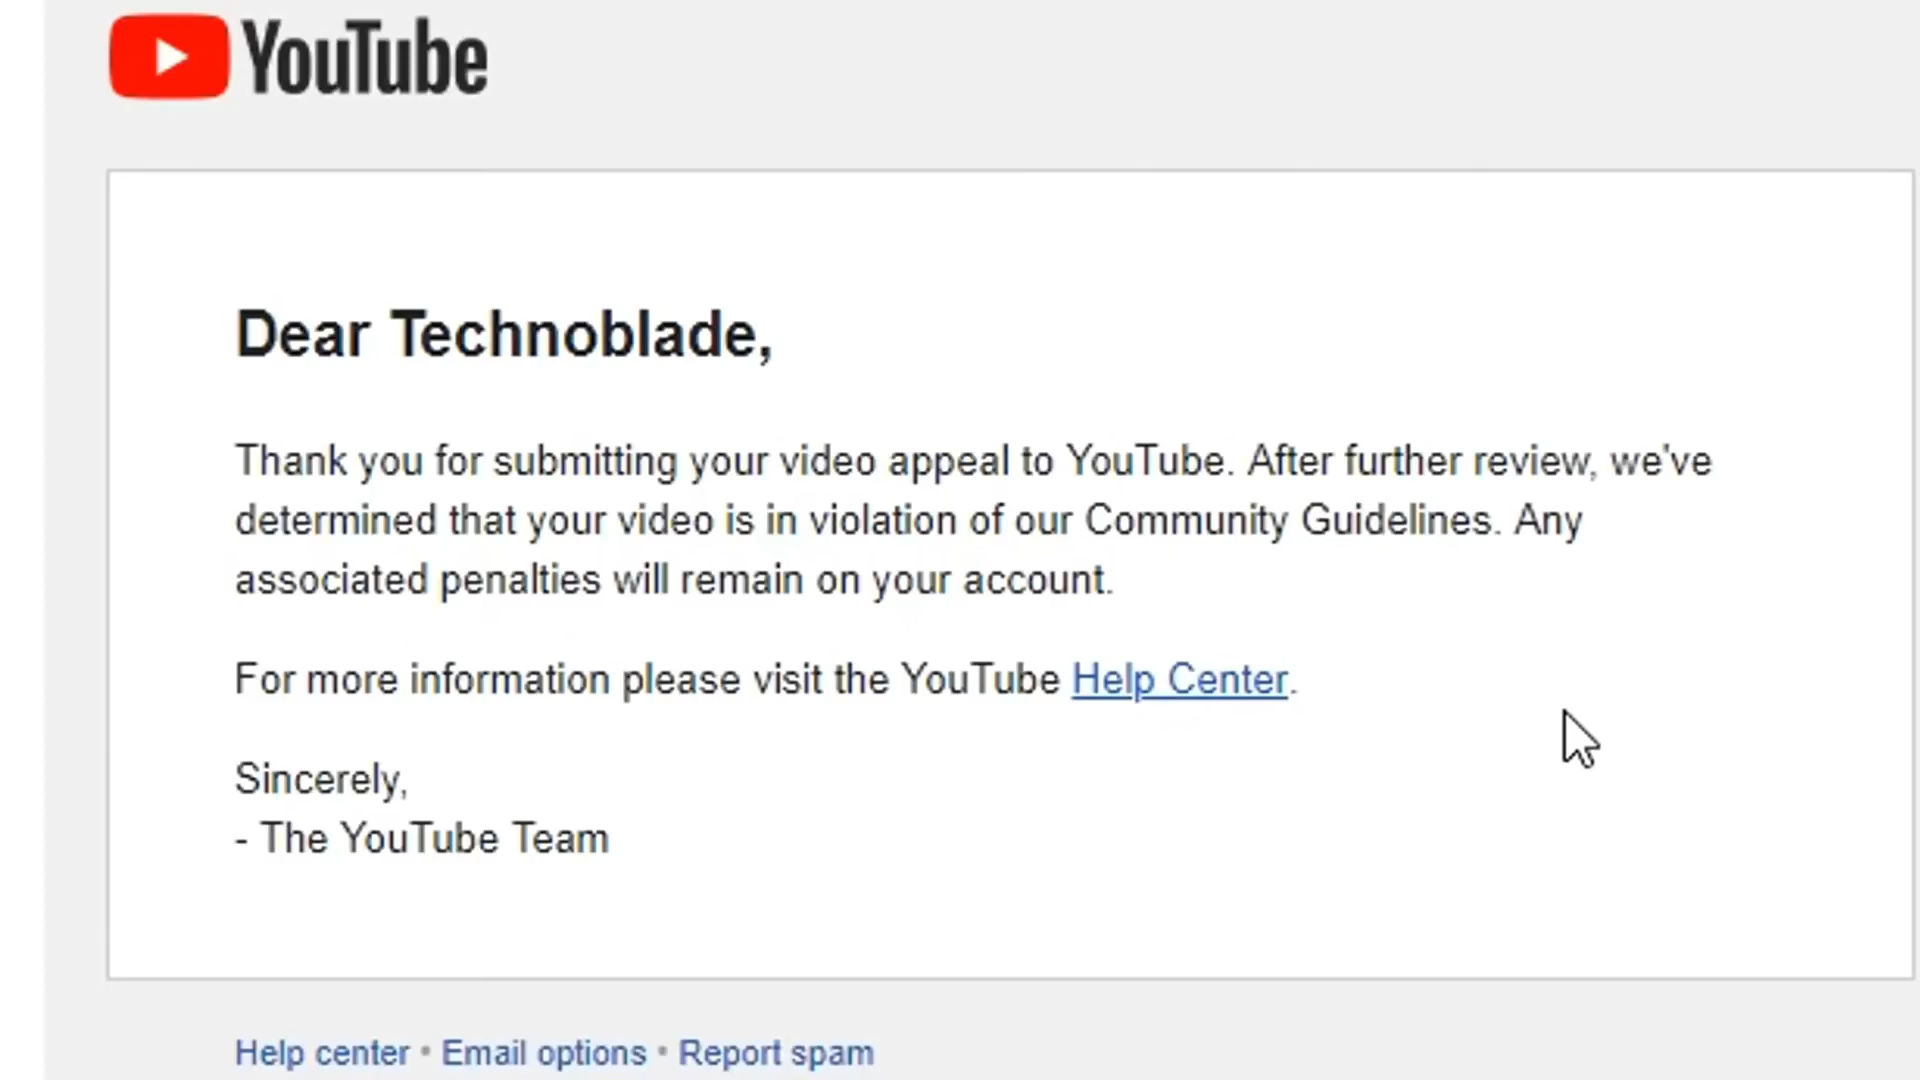 YouTube
Dear Technoblade,
Thank you for submitting your video appeal to YouTube. After further review, we've
determined that your video is in violation of our Community Guidelines. Any
associated penalties will remain on your account.
For more information please visit the YouTube Help Center.
Sincerely,
- The YouTube Team
Help center • Email options • Report spam